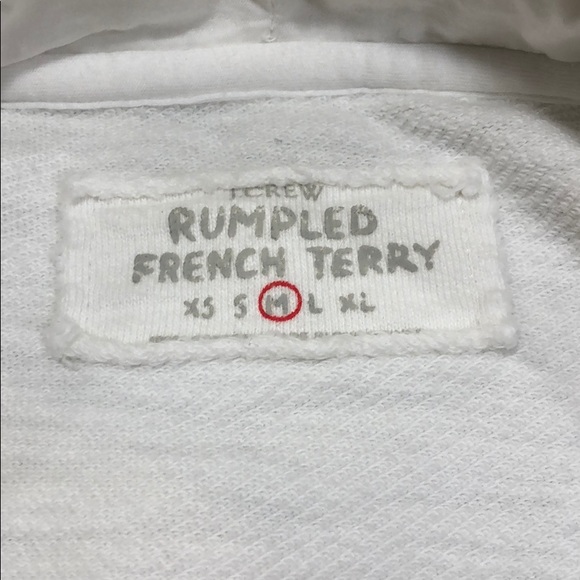 J.CREW
RUMPLED
FRENCH TERRY
XS S M L XL